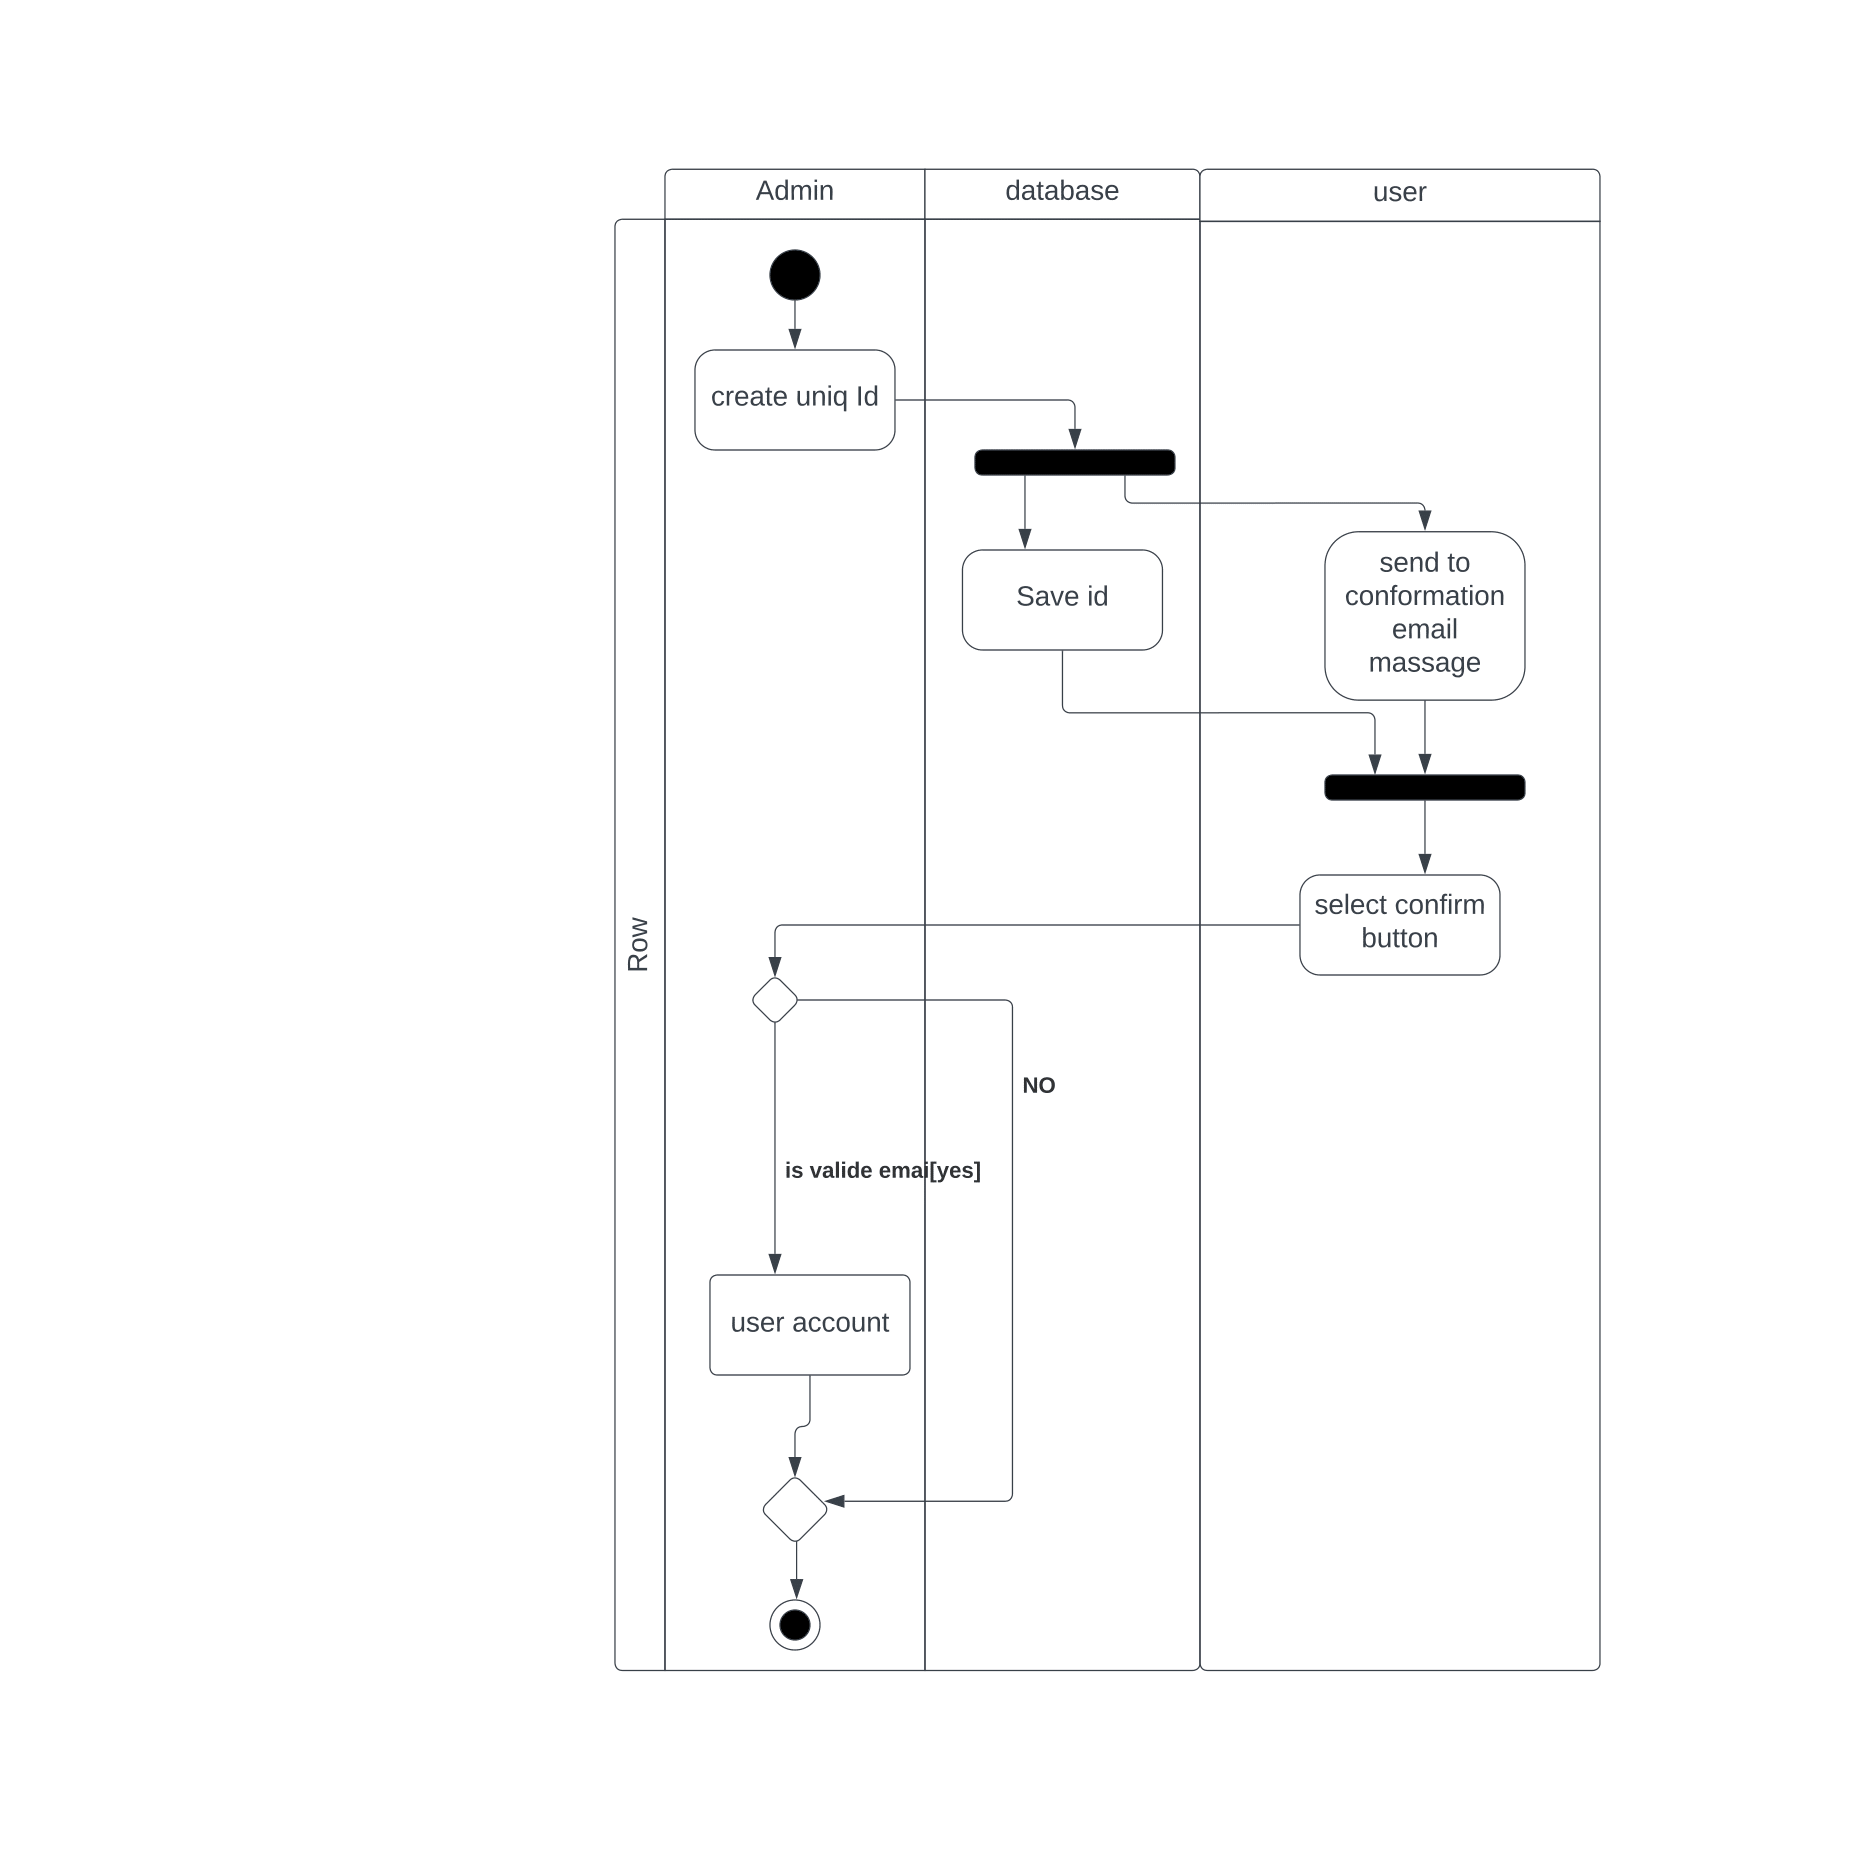 Admin
database
user
create uniq Id
send to
conformation
email
massage
Save id
select confirm
button
Row
NO
is valide emai[yes]
user account